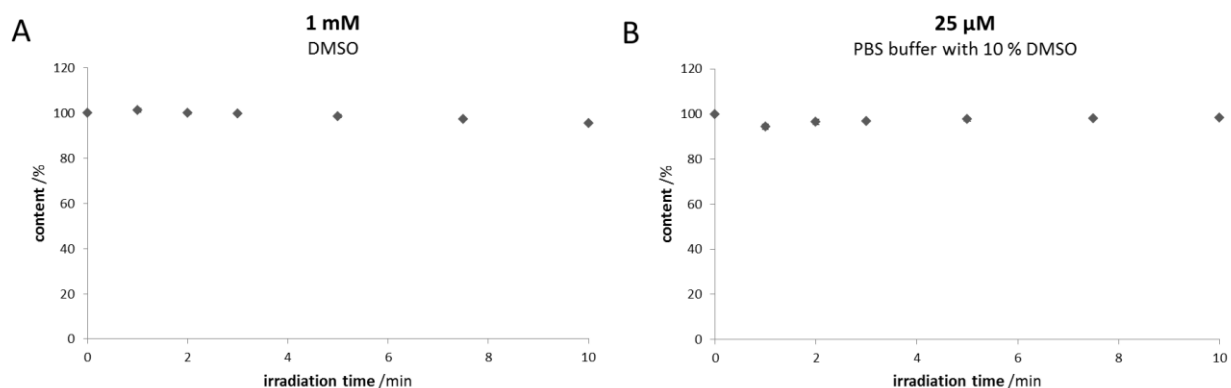 A
1 mM
DMSO
120
100
80
60
40
20
0
content /%
0 2 4 6 8 10
irradiation time /min
B
25 µM
PBS buffer with 10 % DMSO
120
100
80
60
40
20
0
content /%
0 2 4 6 8 10
irradiation time /min